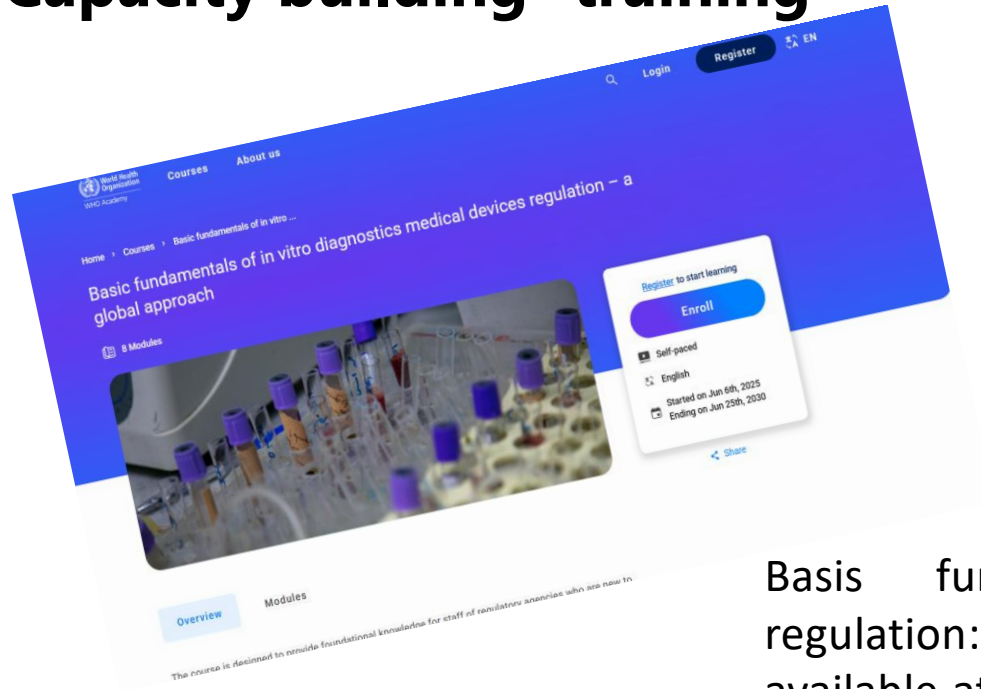 Capacity building training
Login
Register
EN
World Health
Organization
WHO Academy
Courses
About us
Home > Courses > Basic fundamentals of in vitro ...
Basic fundamentals of in vitro diagnostics medical devices regulation – a
global approach
8 Modules
Register to start learning
Enroll
Self-paced
English
Started on Jun 6th, 2025
Ending on Jun 25th, 2030
Share
Overview
Modules
The course is designed to provide foundational knowledge for staff of regulatory agencies who are new to
Basis
regulation:
available at